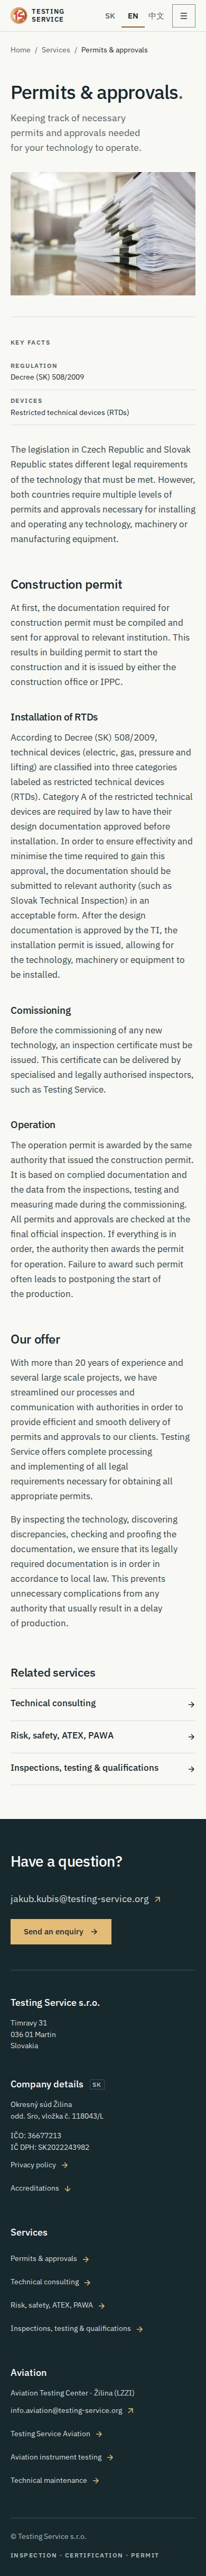 TESTING
SERVICE
SK EN 中文
Home / Services / Permits & approvals
Permits & approvals.
Keeping track of necessary
permits and approvals needed
for your technology to operate.
KEY FACTS
REGULATION
Decree (SK) 508/2009
DEVICES
Restricted technical devices (RTDs)
The legislation in Czech Republic and Slovak
Republic states different legal requirements
of the technology that must be met. However,
both countries require multiple levels of
permits and approvals necessary for installing
and operating any technology, machinery or
manufacturing equipment.
Construction permit
At first, the documentation required for
construction permit must be compiled and
sent for approval to relevant institution. This
results in building permit to start the
construction and it is issued by either the
construction office or IPPC.
Installation of RTDs
According to Decree (SK) 508/2009,
technical devices (electric, gas, pressure and
lifting) are classified into three categories
labeled as restricted technical devices
(RTDs). Category A of the restricted technical
devices are required by law to have their
design documentation approved before
installation. In order to ensure effectivity and
minimise the time required to gain this
approval, the documentation should be
submitted to relevant authority (such as
Slovak Technical Inspection) in an
acceptable form. After the design
documentation is approved by the TI, the
installation permit is issued, allowing for
the technology, machinery or equipment to
be installed.
Comissioning
Before the commissioning of any new
technology, an inspection certificate must be
issued. This certificate can be delivered by
specialised and legally authorised inspectors,
such as Testing Service.
Operation
The operation permit is awarded by the same
authority that issued the construction permit.
It is based on complied documentation and
the data from the inspections, testing and
measuring made during the commissioning.
All permits and approvals are checked at the
final official inspection. If everything is in
order, the authority then awards the permit
for operation. Failure to award such permit
often leads to postponing the start of
the production.
Our offer
With more than 20 years of experience and
several large scale projects, we have
streamlined our processes and
communication with authorities in order to
provide efficient and smooth delivery of
permits and approvals to our clients. Testing
Service offers complete processing
and implementing of all legal
requirements necessary for obtaining all
appropriate permits.
By inspecting the technology, discovering
discrepancies, checking and proofing the
documentation, we ensure that its legally
required documentation is in order in
accordance to local law. This prevents
unnecessary complications from any
authority that usually result in a delay
of production.
Related services
Technical consulting →
Risk, safety, ATEX, PAWA →
Inspections, testing & qualifications →
Have a question?
jakub.kubis@testing-service.org ↗
Send an enquiry →
Testing Service s.r.o.
Timravy 31
036 01 Martin
Slovakia
Company details SK
Okresný súd Žilina
odd. Sro, vložka č. 118043/L
IČO: 36677213
IČ DPH: SK2022243982
Privacy policy →
Accreditations ↓
Services
Permits & approvals →
Technical consulting →
Risk, safety, ATEX, PAWA →
Inspections, testing & qualifications →
Aviation
Aviation Testing Center · Žilina (LZZI)
info.aviation@testing-service.org ↗
Testing Service Aviation →
Aviation instrument testing →
Technical maintenance →
© Testing Service s.r.o.
INSPECTION · CERTIFICATION · PERMIT